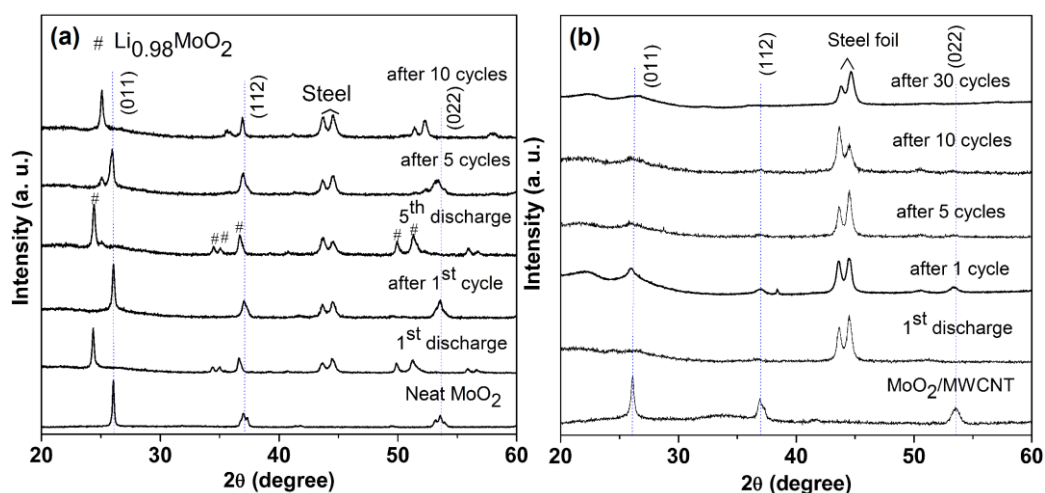 (a)
# Li0.98MoO2
(011)
(112)
Steel
(022)
after 10 cycles
after 5 cycles
5th discharge
# # # # # #
after 1st cycle
1st discharge
Neat MoO2
Intensity (a. u.)
20 30 40 50 60
2θ (degree)
(b)
(011)
(112)
Steel foil
(022)
after 30 cycles
after 10 cycles
after 5 cycles
after 1 cycle
1st discharge
MoO2/MWCNT
Intensity (a. u.)
20 30 40 50 60
2θ (degree)